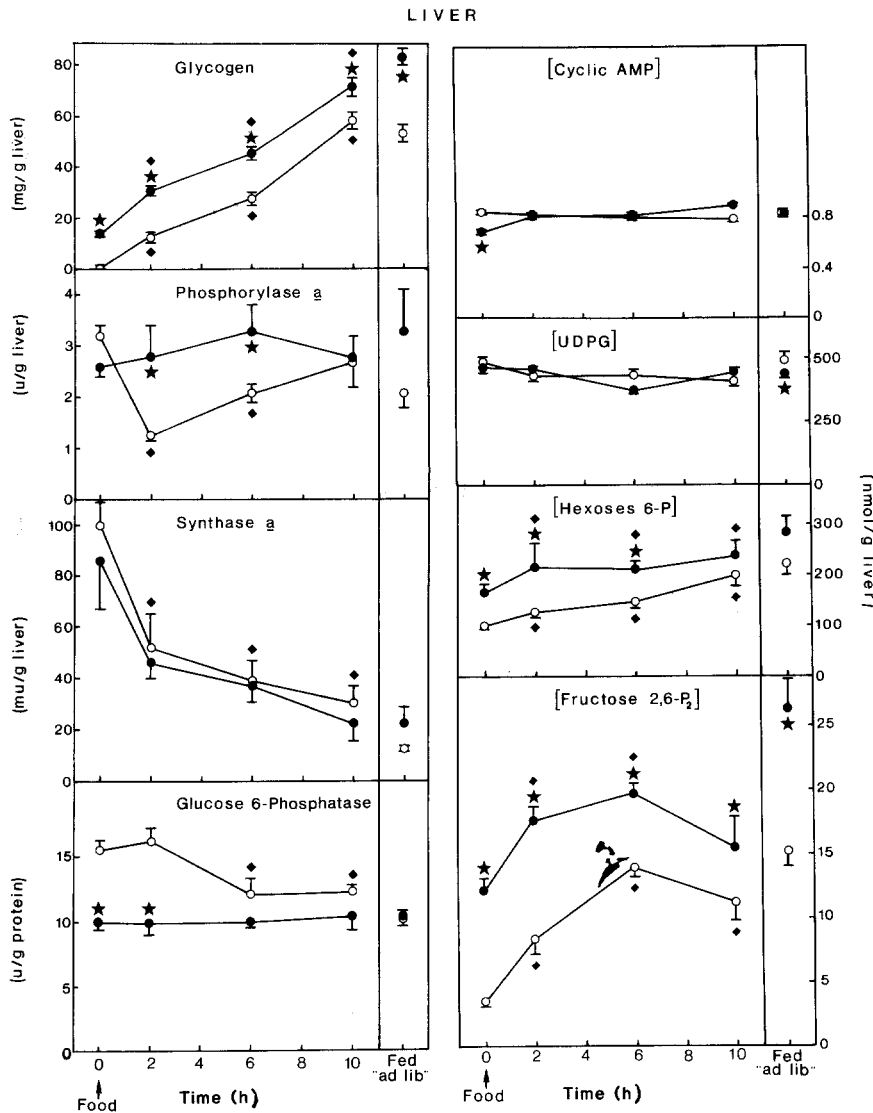 LIVER
Glycogen
(mg/g liver)
80
60
40
20
0
Phosphorylase a
(u/g liver)
4
3
2
1
0
Synthase a
(mu/g liver)
100
80
60
40
20
0
Glucose 6-Phosphatase
(u/g protein)
15
10
5
0
0 2 6 10 Fed
"ad lib"
Food
Time (h)
[Cyclic AMP]
0.8
0.4
0
[UDPG]
500
250
0
[Hexoses 6-P]
300
200
100
0
[nmol/g liver]
[Fructose 2,6-P2]
25
20
15
10
5
0
0 2 6 10 Fed
"ad lib"
Food
Time (h)